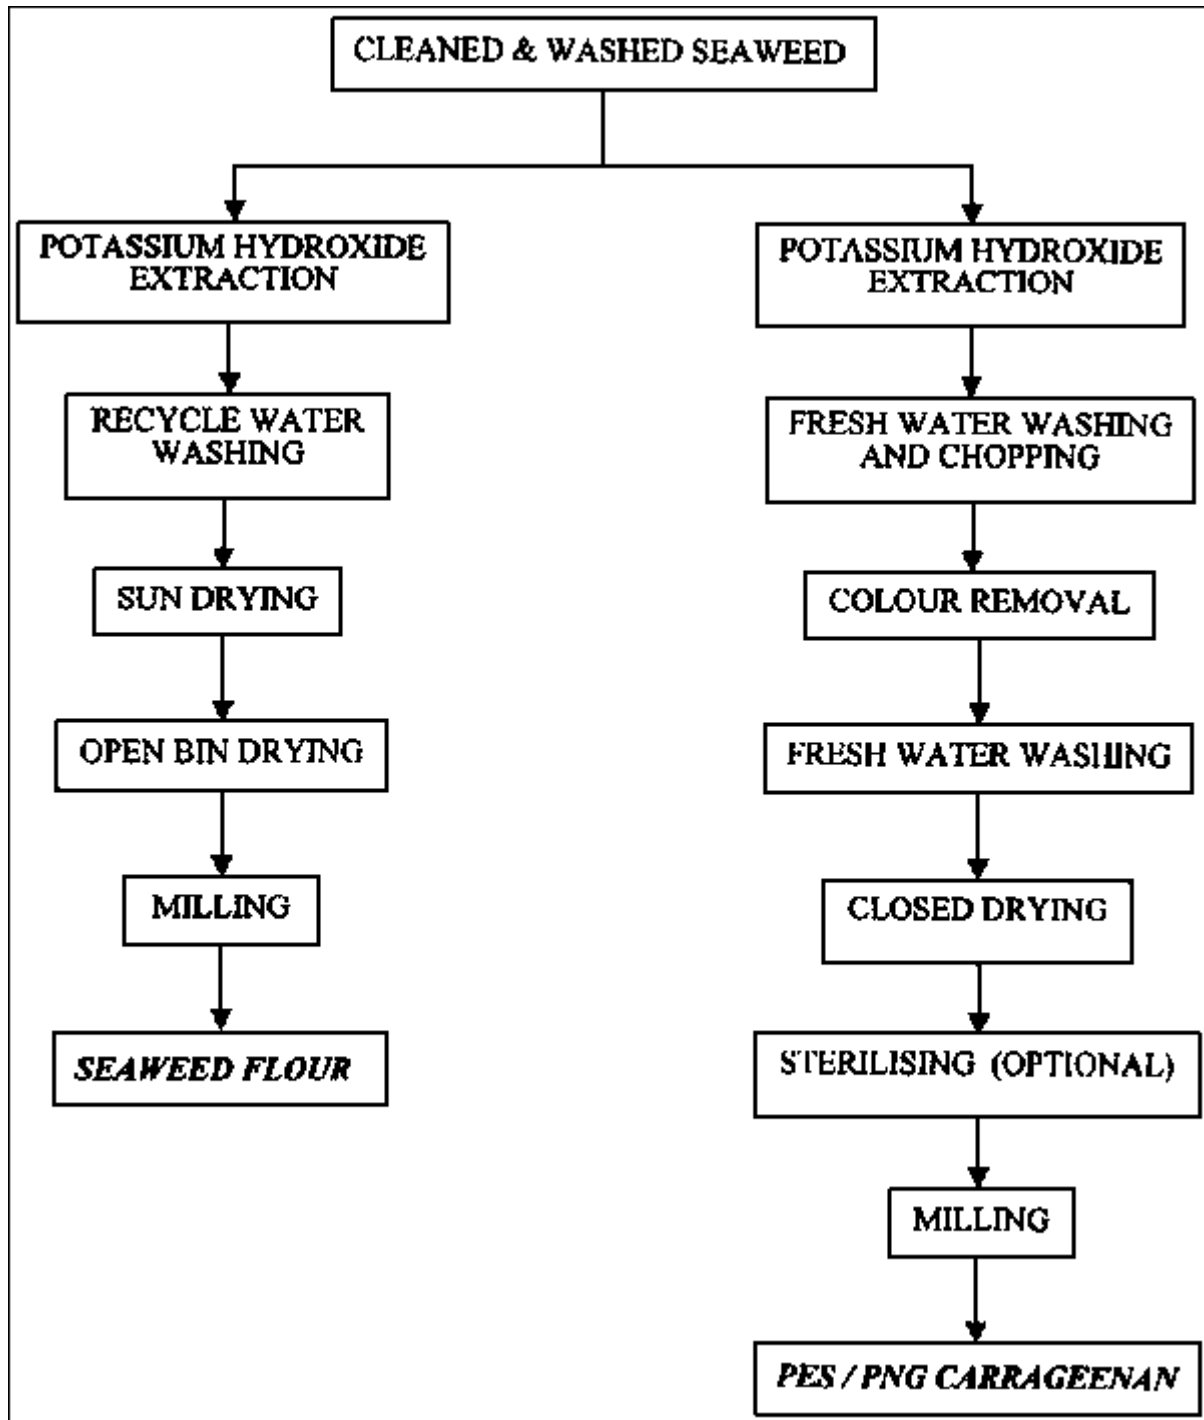 CLEANED & WASHED SEAWEED
POTASSIUM HYDROXIDE
EXTRACTION
RECYCLE WATER
WASHING
SUN DRYING
OPEN BIN DRYING
MILLING
SEAWEED FLOUR
POTASSIUM HYDROXIDE
EXTRACTION
FRESH WATER WASHING
AND CHOPPING
COLOUR REMOVAL
FRESH WATER WASHING
CLOSED DRYING
STERILISING (OPTIONAL)
MILLING
PES / PNG CARRAGEENAN